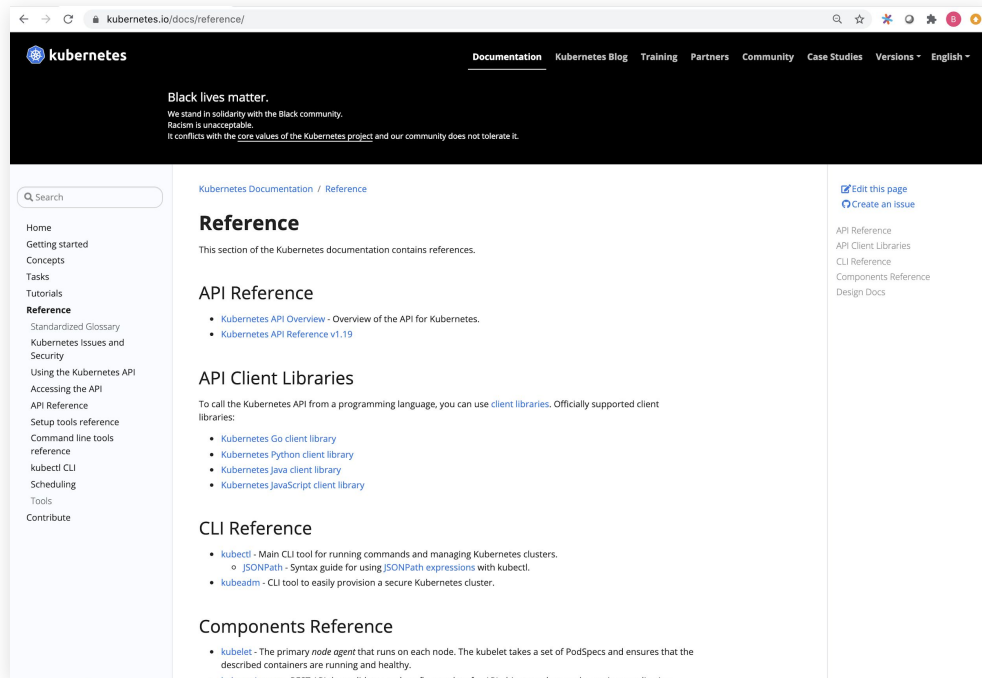 kubernetes.io/docs/reference/
B
kubernetes
Documentation Kubernetes Blog Training Partners Community Case Studies Versions English
Black lives matter.
We stand in solidarity with the Black community.
Racism is unacceptable.
It conflicts with the core values of the Kubernetes project and our community does not tolerate it.
Search
Home
Getting started
Concepts
Tasks
Tutorials
Reference
Standardized Glossary
Kubernetes Issues and
Security
Using the Kubernetes API
Accessing the API
API Reference
Setup tools reference
Command line tools
reference
kubectl CLI
Scheduling
Tools
Contribute
Kubernetes Documentation / Reference
Reference
This section of the Kubernetes documentation contains references.
API Reference
• Kubernetes API Overview - Overview of the API for Kubernetes.
• Kubernetes API Reference v1.19
API Client Libraries
To call the Kubernetes API from a programming language, you can use client libraries. Officially supported client
libraries:
• Kubernetes Go client library
• Kubernetes Python client library
• Kubernetes Java client library
• Kubernetes JavaScript client library
CLI Reference
• kubectl - Main CLI tool for running commands and managing Kubernetes clusters.
◦ JSONPath - Syntax guide for using JSONPath expressions with kubectl.
• kubeadm - CLI tool to easily provision a secure Kubernetes cluster.
Components Reference
• kubelet - The primary node agent that runs on each node. The kubelet takes a set of PodSpecs and ensures that the
described containers are running and healthy.
Edit this page
Create an issue
API Reference
API Client Libraries
CLI Reference
Components Reference
Design Docs